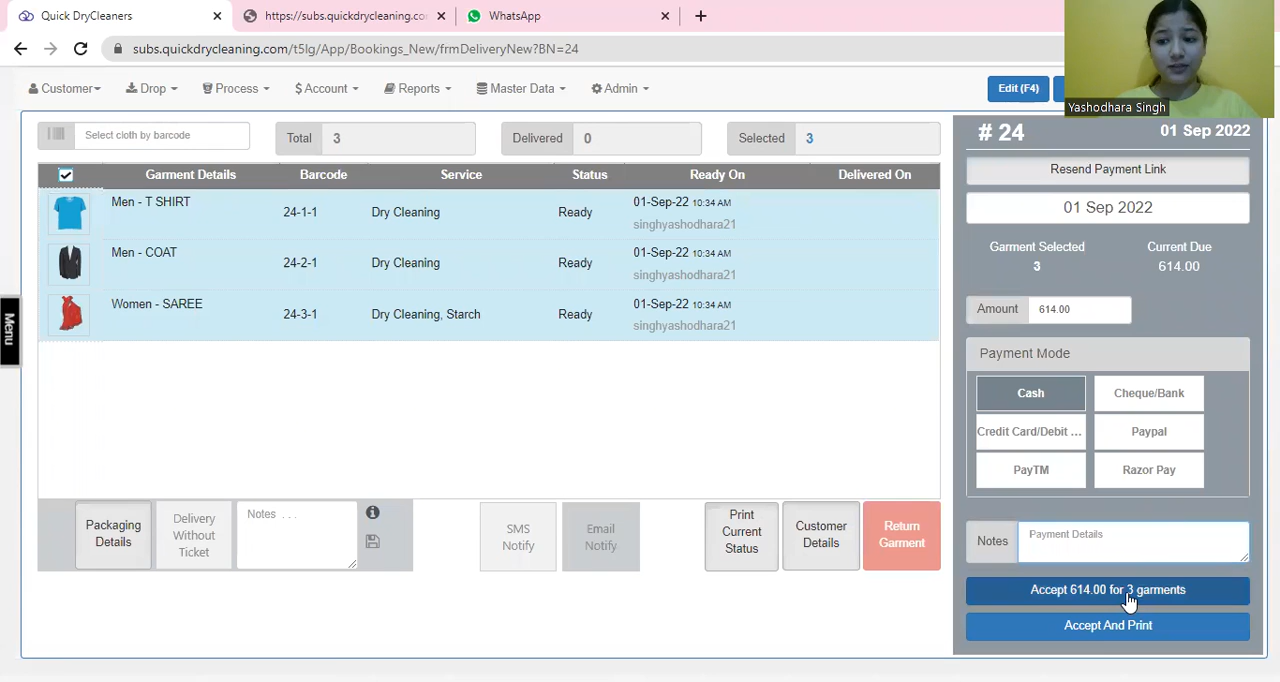 Quick DryCleaners
https://subs.quickdrycleaning.co
WhatsApp
subs.quickdrycleaning.com/t5lg/App/Bookings_New/frmDeliveryNew?BN=24
Yashodhara Singh
Customer
Drop
Process
$Account
Reports
Master Data
Admin
Edit (F4)
Select cloth by barcode
Total
3
Delivered
0
Selected
3
Garment Details
Barcode
Service
Status
Ready On
Delivered On
Men - T SHIRT
24-1-1
Dry Cleaning
Ready
01-Sep-22 10:34 AM
singhyashodhara21
Men - COAT
24-2-1
Dry Cleaning
Ready
01-Sep-22 10:34 AM
singhyashodhara21
Women - SAREE
24-3-1
Dry Cleaning, Starch
Ready
01-Sep-22 10:34 AM
singhyashodhara21
Menu
Packaging
Details
Delivery
Without
Ticket
Notes . . .
SMS
Notify
Email
Notify
Print
Current
Status
Customer
Details
Return
Garment
# 24
01 Sep 2022
Resend Payment Link
01 Sep 2022
Garment Selected
3
Current Due
614.00
Amount
614.00
Payment Mode
Cash
Cheque/Bank
Credit Card/Debit ...
Paypal
PayTM
Razor Pay
Notes
Payment Details
Accept 614.00 for 3 garments
Accept And Print